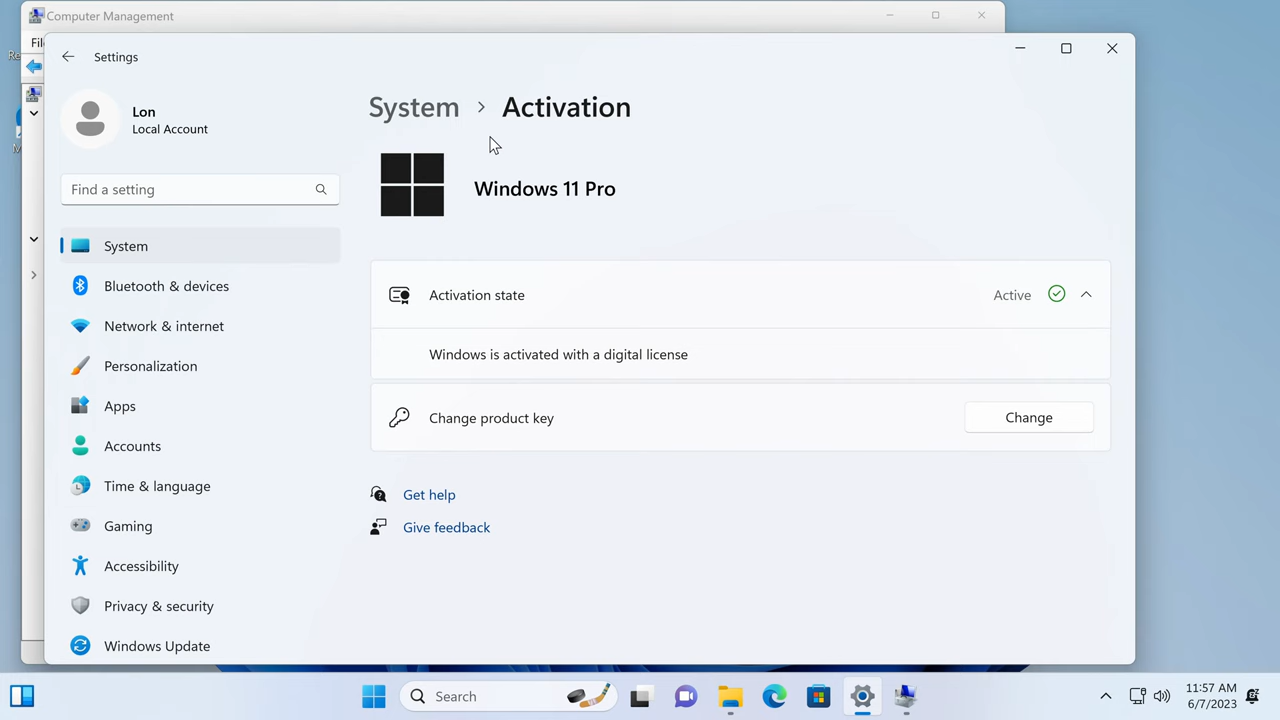 Computer Management
Fil
Re
M
Settings
Lon
Local Account
Find a setting
System
Bluetooth & devices
Network & internet
Personalization
Apps
Accounts
Time & language
Gaming
Accessibility
Privacy & security
Windows Update
System > Activation
Windows 11 Pro
Activation state
Active
Windows is activated with a digital license
Change product key
Change
Get help
Give feedback
Search
11:57 AM
6/7/2023